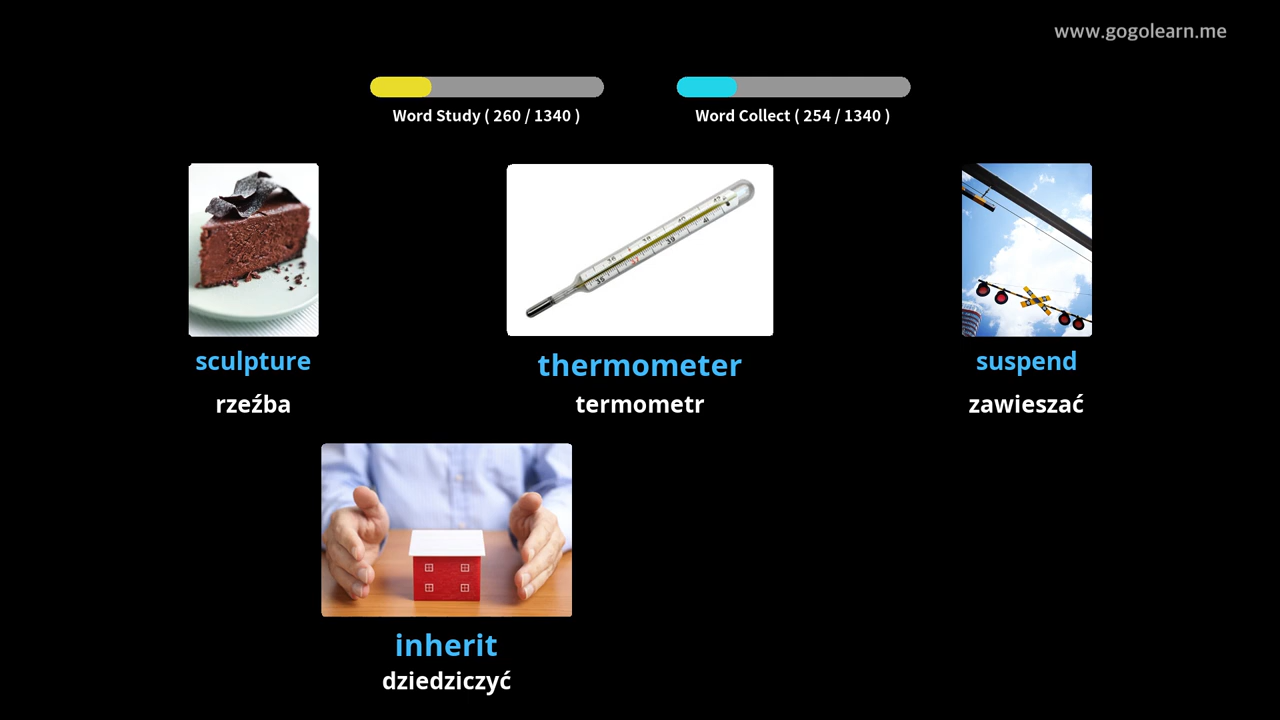 www.gogolearn.me
Word Study ( 260 / 1340 )
Word Collect ( 254 / 1340 )
sculpture
rzeźba
thermometer
termometr
suspend
zawieszać
inherit
dziedziczyć